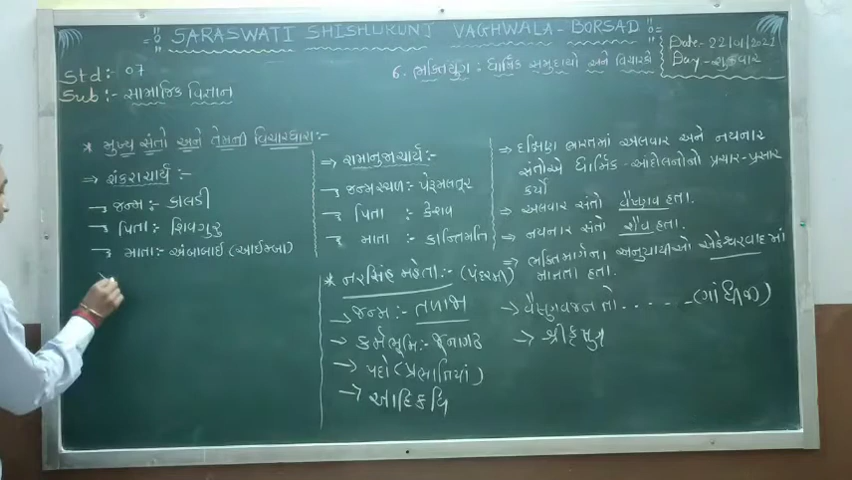 SARASWATI SHISHUKUNJ VAGHWALA - BORSAD
Date - 22/01/2021
Day - શુક્રવાર
Std :- 07
Sub :- સામાજિક વિજ્ઞાન
6. ભક્તિયુગ : ધાર્મિક સમુદાયો અને વિચારકો
* મુખ્ય સંતો અને તેમની વિચારધારા :-
⇒ શંકરાચાર્ય :-
→ જન્મ :- કાલડી
→ પિતા :- શિવગુરુ
→ માતા :- અંબાબાઈ (આઈમ્બા)
⇒ રામાનુજાચાર્ય :-
→ જન્મસ્થળ :- પેરૂમલતૂર
→ પિતા :- કેશવ
→ માતા :- કાન્તિમતિ
* નરસિંહ મહેતા :- (પંદરમી)
→ જન્મ :- તળાજા
→ કર્મભૂમિ :- જૂનાગઢ
→ પદો (પ્રભાતિયાં)
→ આદિકવિ
⇒ દક્ષિણ ભારતમાં અલવાર અને નયનાર
સંતોએ ધાર્મિક-આંદોલનોનો પ્રચાર-પ્રસાર
કર્યો
⇒ અલવાર સંતો વૈષ્ણવ હતા.
⇒ નયનાર સંતો શૈવ હતા.
⇒ ભક્તિમાર્ગના અનુયાયીઓ એકેશ્વરવાદમાં
માનતા હતા.
→ વૈષ્ણવજન તો . . . . . - (ગાંધીજી)
→ શ્રીકૃષ્ણ